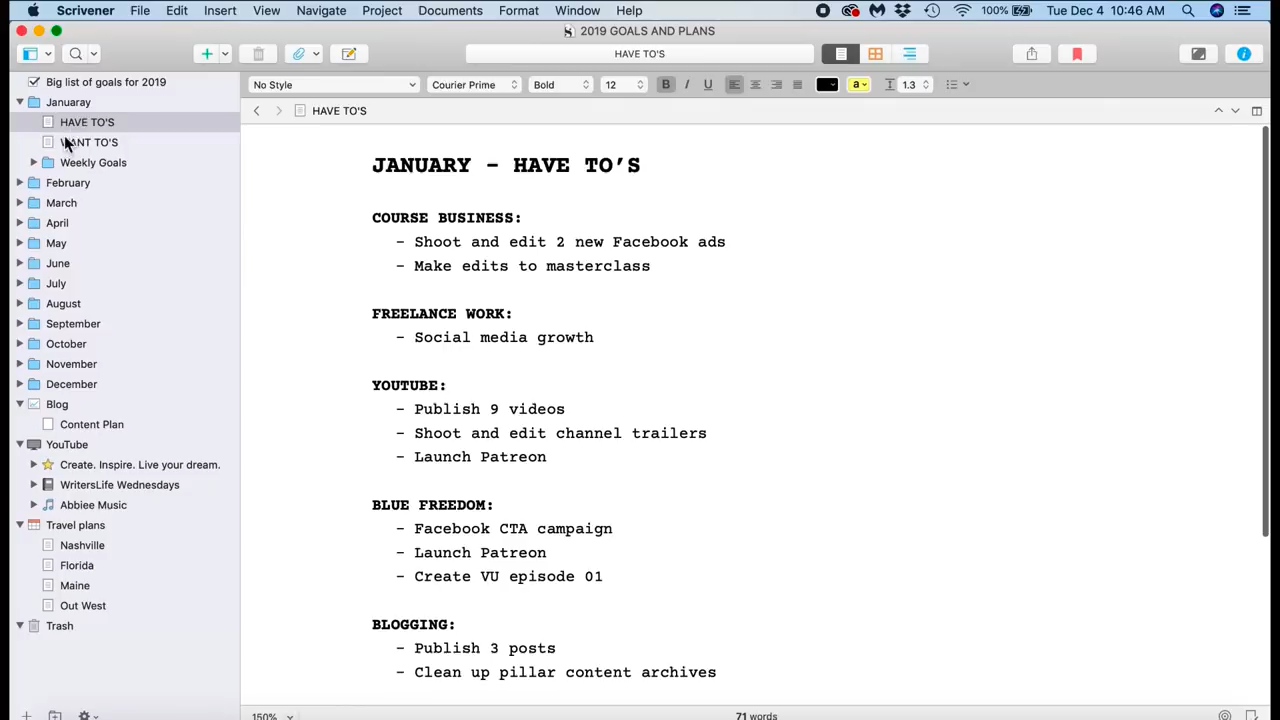 Scrivener File Edit Insert View Navigate Project Documents Format Window Help 100% Tue Dec 4 10:46 AM
2019 GOALS AND PLANS
HAVE TO'S
No Style Courier Prime Bold 12 B I U a 1.3
HAVE TO'S
Big list of goals for 2019
Januaray
HAVE TO'S
WANT TO'S
Weekly Goals
February
March
April
May
June
July
August
September
October
November
December
Blog
Content Plan
YouTube
Create. Inspire. Live your dream.
WritersLife Wednesdays
Abbiee Music
Travel plans
Nashville
Florida
Maine
Out West
Trash
JANUARY – HAVE TO’S
COURSE BUSINESS:
– Shoot and edit 2 new Facebook ads
– Make edits to masterclass
FREELANCE WORK:
– Social media growth
YOUTUBE:
– Publish 9 videos
– Shoot and edit channel trailers
– Launch Patreon
BLUE FREEDOM:
– Facebook CTA campaign
– Launch Patreon
– Create VU episode 01
BLOGGING:
– Publish 3 posts
– Clean up pillar content archives
150% 71 words